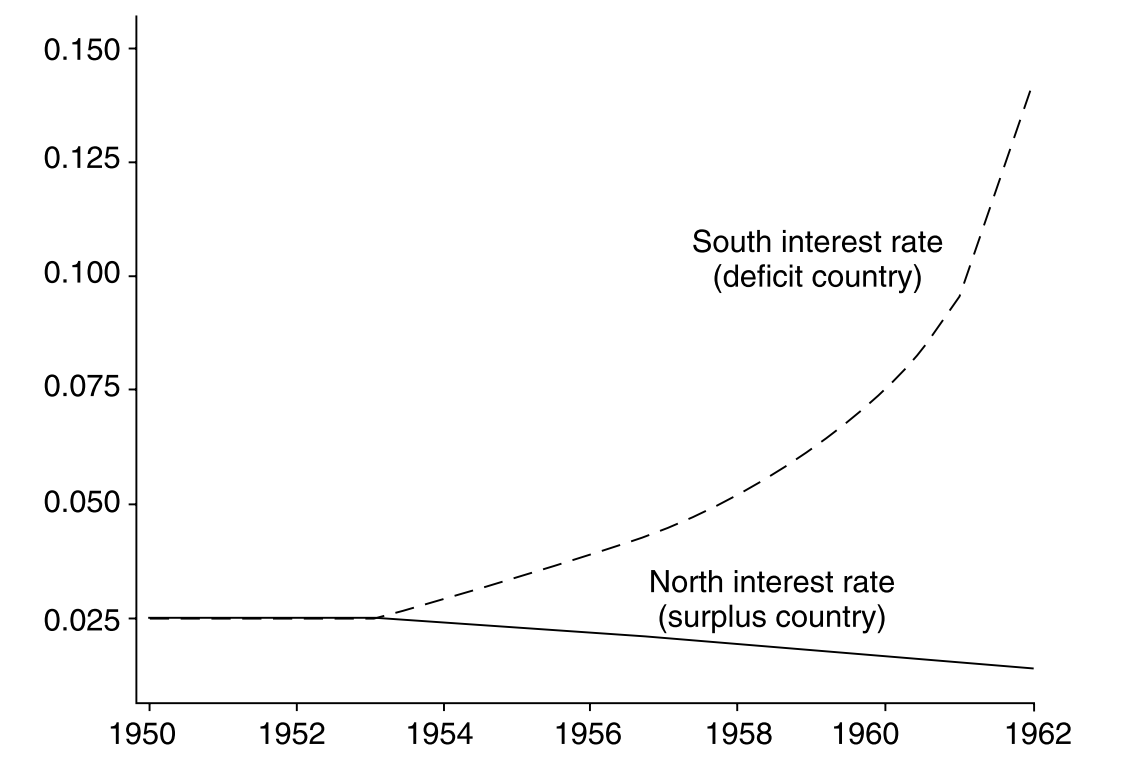 0.150
0.125
South interest rate
(deficit country)
0.100
0.075
0.050
North interest rate
(surplus country)
0.025
1950 1952 1954 1956 1958 1960 1962